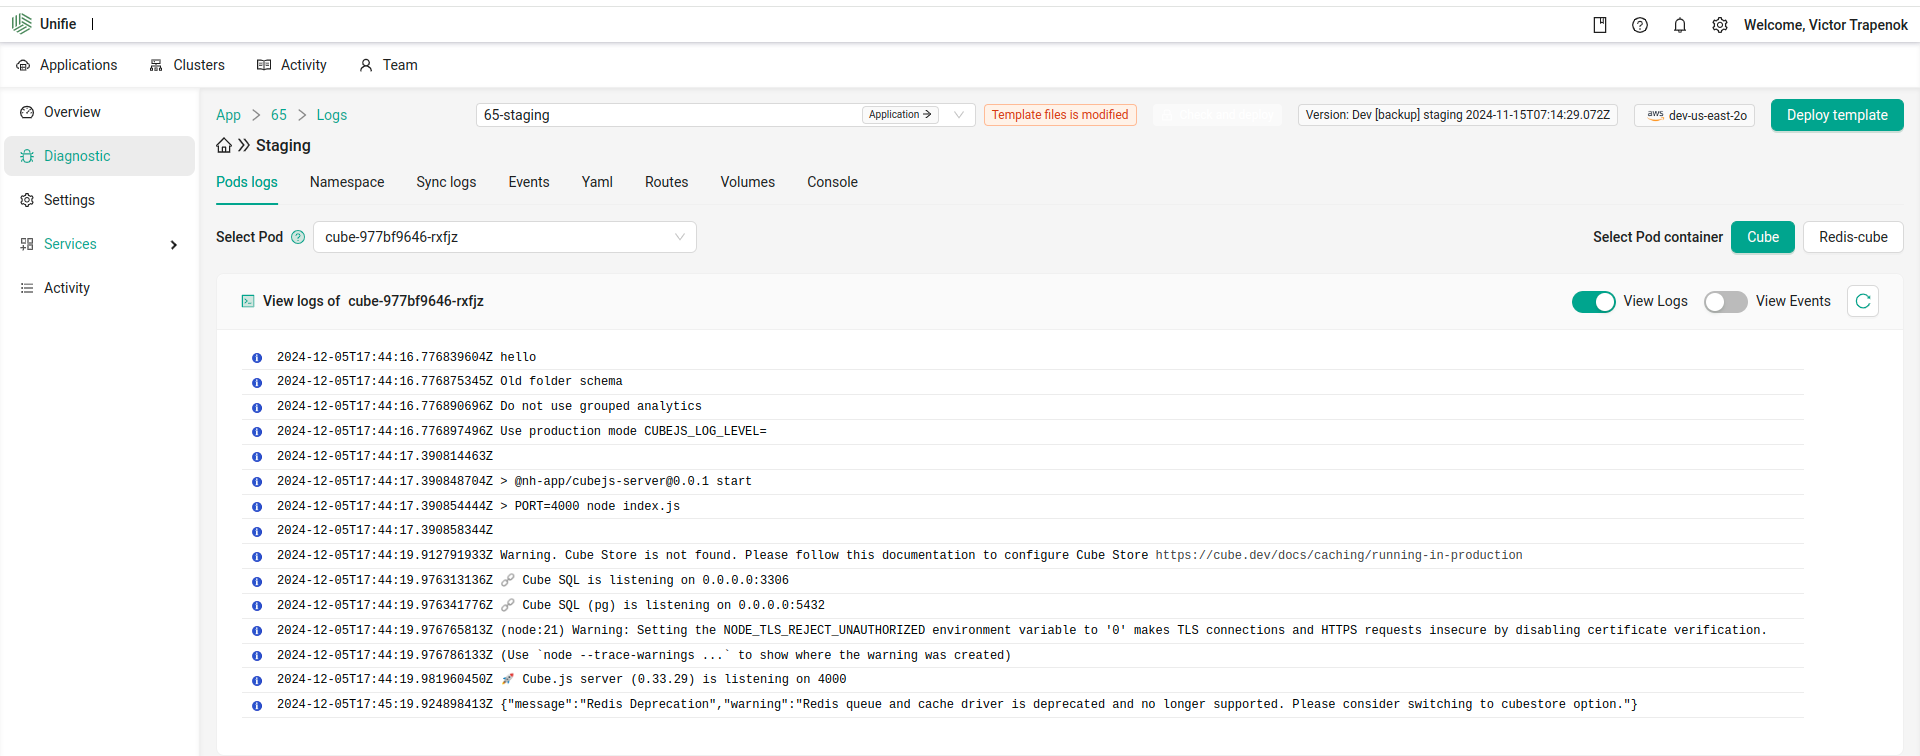 Unifie
Welcome, Victor Trapenok
Applications
Clusters
Activity
Team
Overview
Diagnostic
Settings
Services
Activity
App > 65 > Logs
65-staging
Application →
Template files is modified
Version: Dev [backup] staging 2024-11-15T07:14:29.072Z
aws dev-us-east-2o
Deploy template
Staging
Pods logs
Namespace
Sync logs
Events
Yaml
Routes
Volumes
Console
Select Pod
cube-977bf9646-rxfjz
Select Pod container
Cube
Redis-cube
View logs of cube-977bf9646-rxfjz
View Logs
View Events
2024-12-05T17:44:16.776839604Z hello
2024-12-05T17:44:16.776875345Z Old folder schema
2024-12-05T17:44:16.776890696Z Do not use grouped analytics
2024-12-05T17:44:16.776897496Z Use production mode CUBEJS_LOG_LEVEL=
2024-12-05T17:44:17.390814463Z
2024-12-05T17:44:17.390848704Z > @nh-app/cubejs-server@0.0.1 start
2024-12-05T17:44:17.390854444Z > PORT=4000 node index.js
2024-12-05T17:44:17.390858344Z
2024-12-05T17:44:19.912791933Z Warning. Cube Store is not found. Please follow this documentation to configure Cube Store https://cube.dev/docs/caching/running-in-production
2024-12-05T17:44:19.976313136Z 🔗 Cube SQL is listening on 0.0.0.0:3306
2024-12-05T17:44:19.976341776Z 🔗 Cube SQL (pg) is listening on 0.0.0.0:5432
2024-12-05T17:44:19.976765813Z (node:21) Warning: Setting the NODE_TLS_REJECT_UNAUTHORIZED environment variable to '0' makes TLS connections and HTTPS requests insecure by disabling certificate verification.
2024-12-05T17:44:19.976786133Z (Use `node --trace-warnings ...` to show where the warning was created)
2024-12-05T17:44:19.981960450Z 🚀 Cube.js server (0.33.29) is listening on 4000
2024-12-05T17:45:19.924898413Z {"message":"Redis Deprecation","warning":"Redis queue and cache driver is deprecated and no longer supported. Please consider switching to cubestore option."}